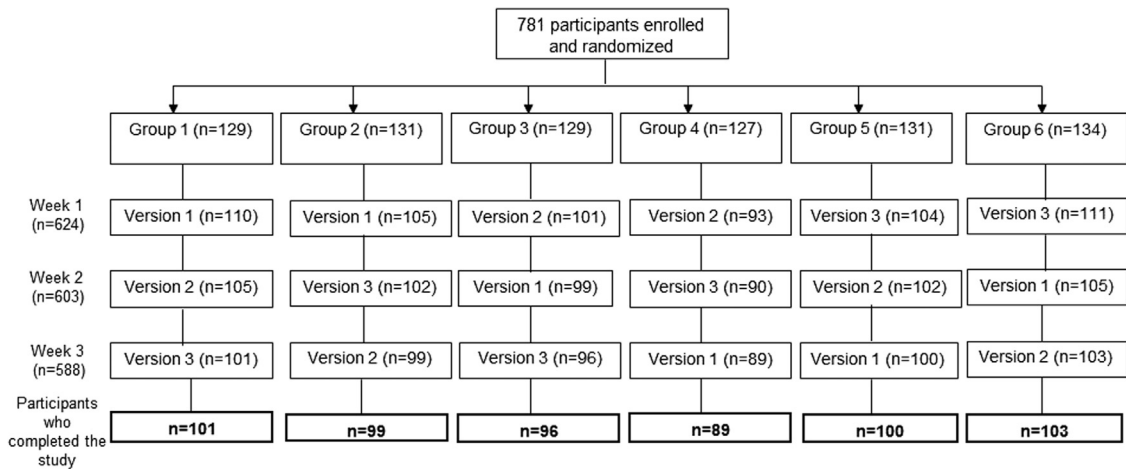 781 participants enrolled
and randomized
Group 1 (n=129)
Group 2 (n=131)
Group 3 (n=129)
Group 4 (n=127)
Group 5 (n=131)
Group 6 (n=134)
Week 1
(n=624)
Version 1 (n=110)
Version 1 (n=105)
Version 2 (n=101)
Version 2 (n=93)
Version 3 (n=104)
Version 3 (n=111)
Week 2
(n=603)
Version 2 (n=105)
Version 3 (n=102)
Version 1 (n=99)
Version 3 (n=90)
Version 2 (n=102)
Version 1 (n=105)
Week 3
(n=588)
Version 3 (n=101)
Version 2 (n=99)
Version 3 (n=96)
Version 1 (n=89)
Version 1 (n=100)
Version 2 (n=103)
Participants
who
completed the
study
n=101
n=99
n=96
n=89
n=100
n=103